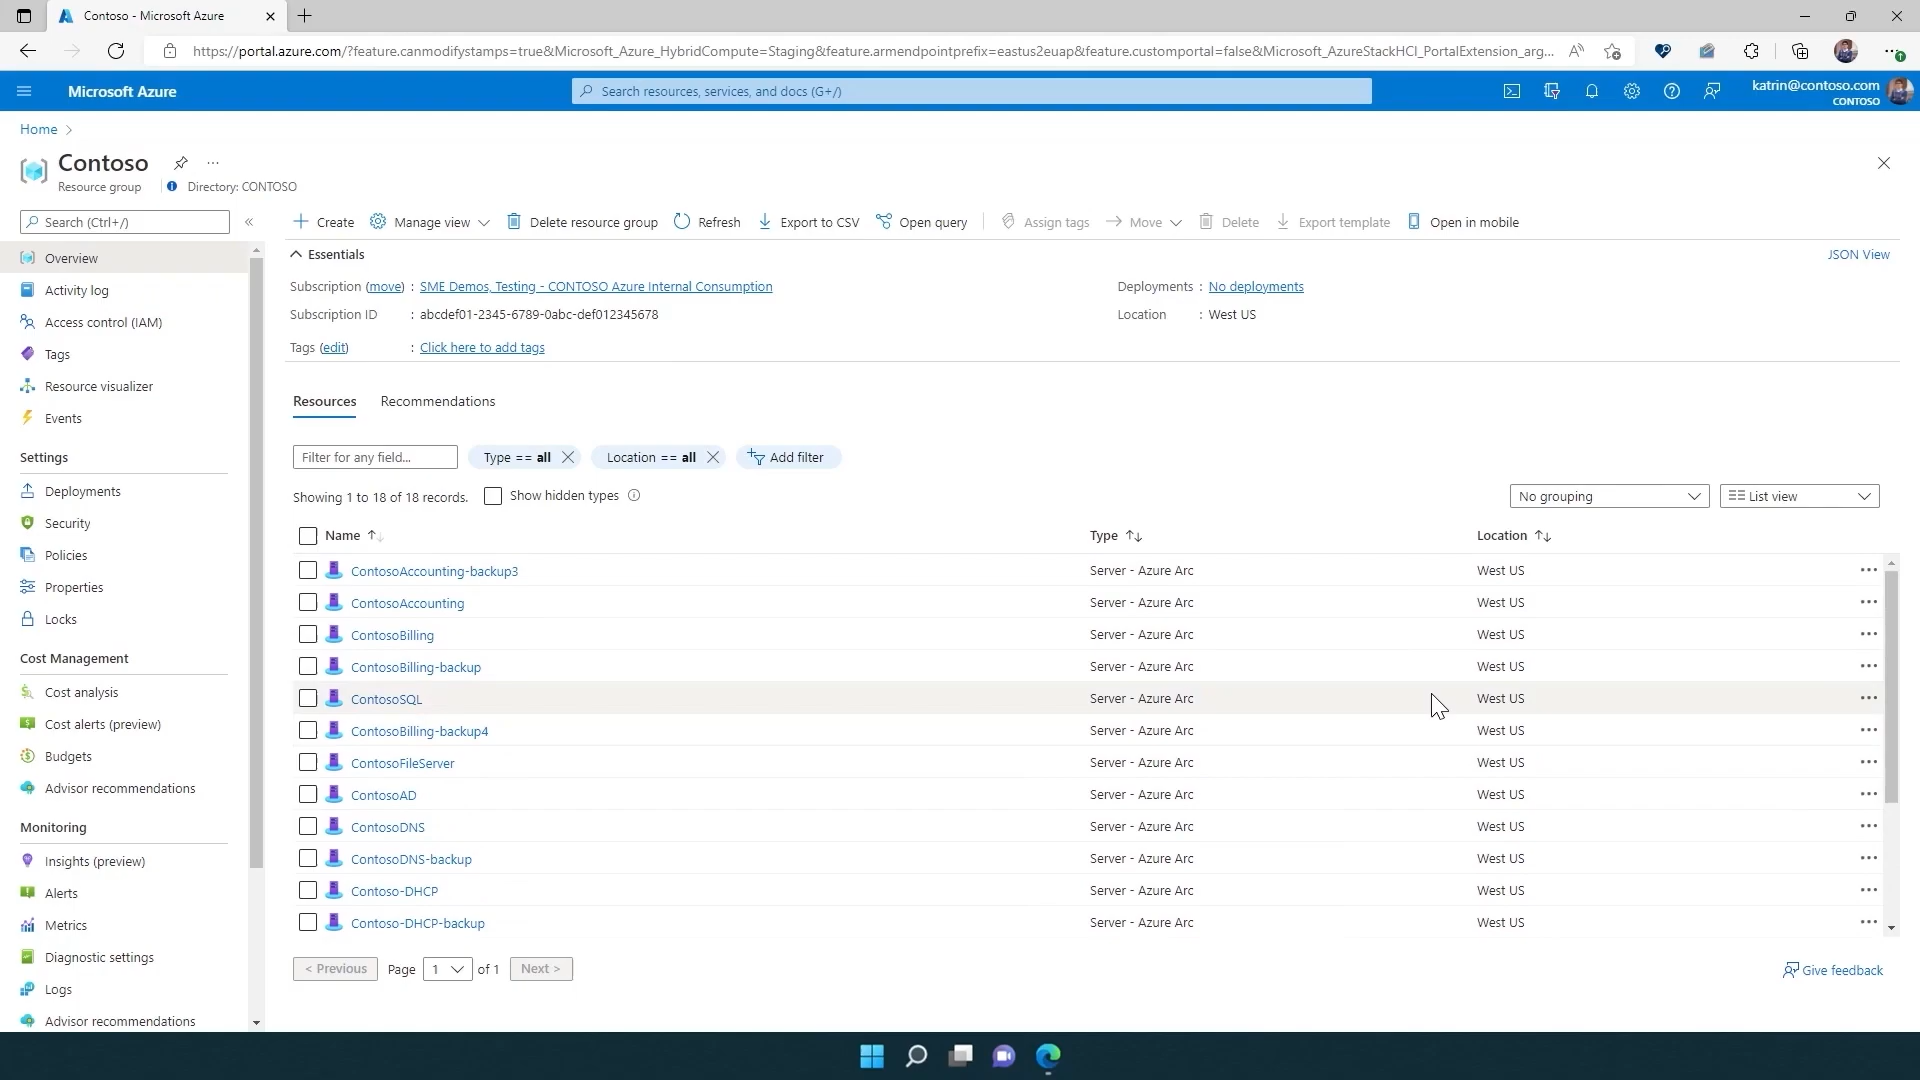 Contoso - Microsoft Azure
https://portal.azure.com/?feature.canmodifystamps=true&Microsoft_Azure_HybridCompute=Staging&feature.armendpointprefix=eastus2euap&feature.customportal=false&Microsoft_AzureStackHCI_PortalExtension_arg...
Microsoft Azure
Search resources, services, and docs (G+/)
katrin@contoso.com
CONTOSO
Home >
Contoso
Resource group
Directory: CONTOSO
Search (Ctrl+/)
Overview
Activity log
Access control (IAM)
Tags
Resource visualizer
Events
Settings
Deployments
Security
Policies
Properties
Locks
Cost Management
Cost analysis
Cost alerts (preview)
Budgets
Advisor recommendations
Monitoring
Insights (preview)
Alerts
Metrics
Diagnostic settings
Logs
Advisor recommendations
Create
Manage view
Delete resource group
Refresh
Export to CSV
Open query
Assign tags
Move
Delete
Export template
Open in mobile
Essentials
JSON View
Subscription (move) : SME Demos, Testing - CONTOSO Azure Internal Consumption
Subscription ID : abcdef01-2345-6789-0abc-def012345678
Tags (edit) : Click here to add tags
Deployments : No deployments
Location : West US
Resources Recommendations
Filter for any field... Type == all Location == all Add filter
Showing 1 to 18 of 18 records. Show hidden types
No grouping List view
Name Type Location
ContosoAccounting-backup3 Server - Azure Arc West US
ContosoAccounting Server - Azure Arc West US
ContosoBilling Server - Azure Arc West US
ContosoBilling-backup Server - Azure Arc West US
ContosoSQL Server - Azure Arc West US
ContosoBilling-backup4 Server - Azure Arc West US
ContosoFileServer Server - Azure Arc West US
ContosoAD Server - Azure Arc West US
ContosoDNS Server - Azure Arc West US
ContosoDNS-backup Server - Azure Arc West US
Contoso-DHCP Server - Azure Arc West US
Contoso-DHCP-backup Server - Azure Arc West US
< Previous Page 1 of 1 Next >
Give feedback